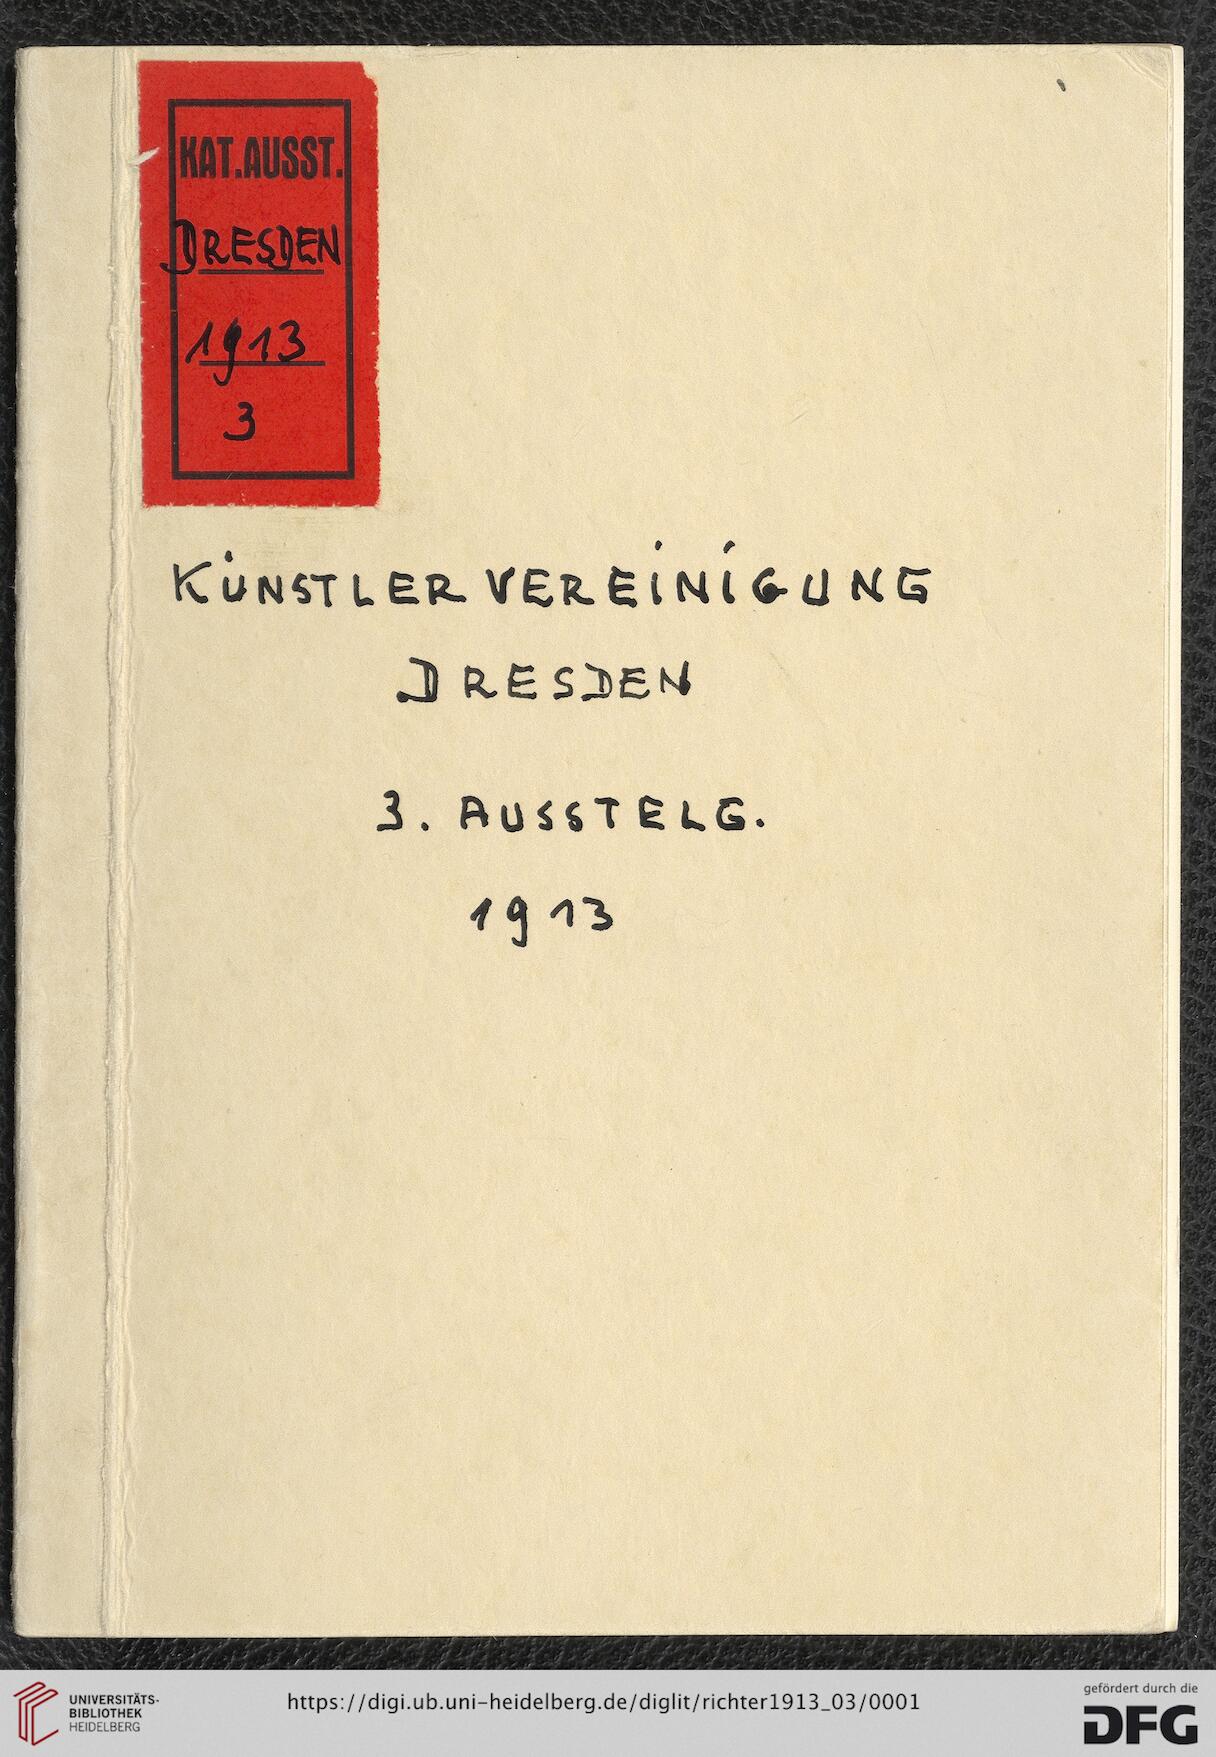 KAT.AUSST.
DRESDEN
1913
3
KÜNSTLERVEREINIGUNG
DRESDEN
3. AUSSTELG.
1913
UNIVERSITÄTS-
BIBLIOTHEK
HEIDELBERG
https://digi.ub.uni-heidelberg.de/diglit/richter1913_03/0001
gefördert durch die
DFG